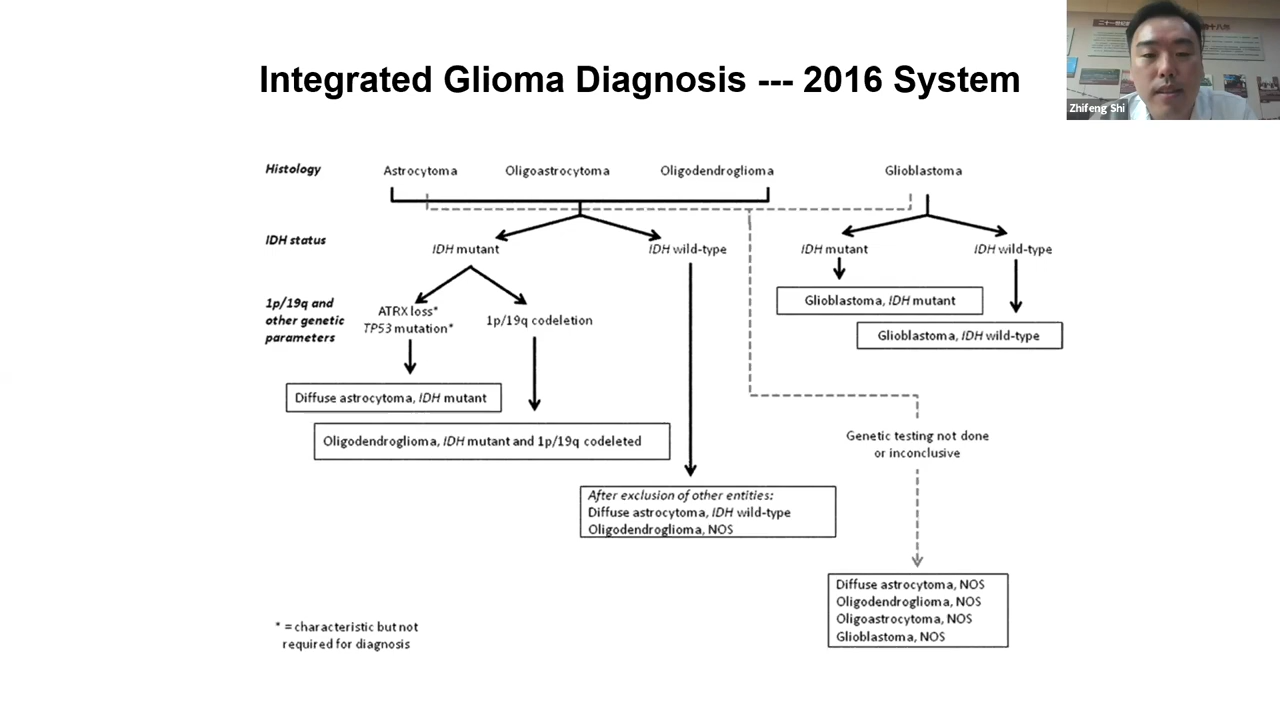 Integrated Glioma Diagnosis --- 2016 System
Zhifeng Shi
Histology
Astrocytoma
Oligoastrocytoma
Oligodendroglioma
Glioblastoma
IDH status
IDH mutant
IDH wild-type
IDH mutant
IDH wild-type
1p/19q and
other genetic
parameters
ATRX loss*
TP53 mutation*
1p/19q codeletion
Glioblastoma, IDH mutant
Glioblastoma, IDH wild-type
Diffuse astrocytoma, IDH mutant
Oligodendroglioma, IDH mutant and 1p/19q codeleted
Genetic testing not done
or inconclusive
After exclusion of other entities:
Diffuse astrocytoma, IDH wild-type
Oligodendroglioma, NOS
Diffuse astrocytoma, NOS
Oligodendroglioma, NOS
Oligoastrocytoma, NOS
Glioblastoma, NOS
* = characteristic but not
required for diagnosis